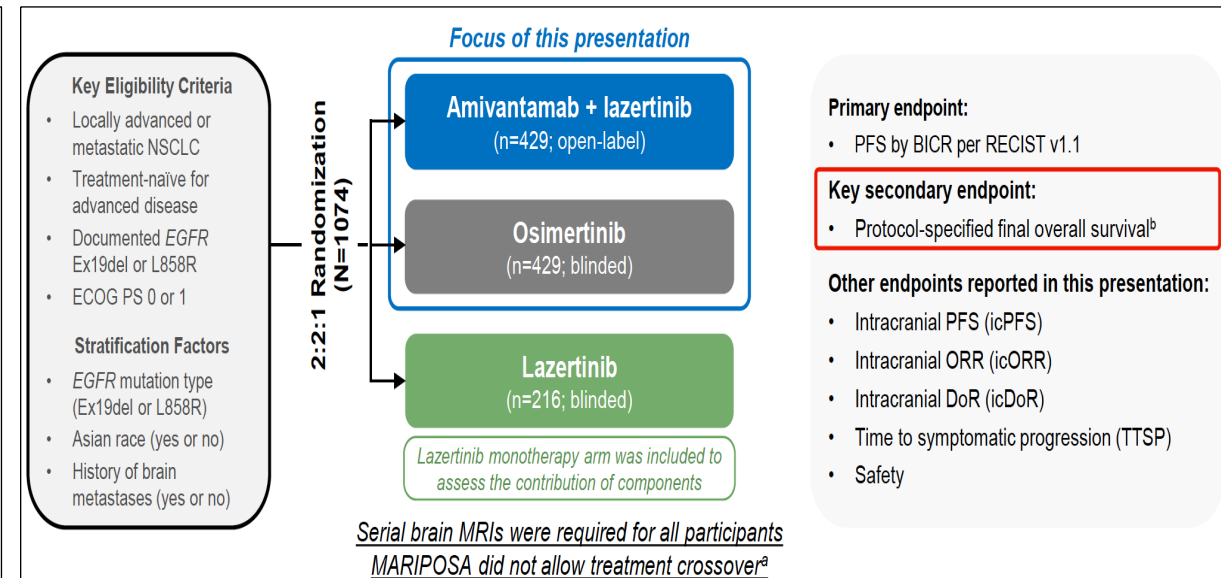 Key Eligibility Criteria
• Locally advanced or
metastatic NSCLC
• Treatment-naïve for
advanced disease
• Documented EGFR
Ex19del or L858R
• ECOG PS 0 or 1
Stratification Factors
• EGFR mutation type
(Ex19del or L858R)
• Asian race (yes or no)
• History of brain
metastases (yes or no)
2:2:1 Randomization
(N=1074)
Focus of this presentation
Amivantamab + lazertinib
(n=429; open-label)
Osimertinib
(n=429; blinded)
Lazertinib
(n=216; blinded)
Lazertinib monotherapy arm was included to
assess the contribution of components
Serial brain MRIs were required for all participants
MARIPOSA did not allow treatment crossoverᵃ
Primary endpoint:
• PFS by BICR per RECIST v1.1
Key secondary endpoint:
• Protocol-specified final overall survivalᵇ
Other endpoints reported in this presentation:
• Intracranial PFS (icPFS)
• Intracranial ORR (icORR)
• Intracranial DoR (icDoR)
• Time to symptomatic progression (TTSP)
• Safety